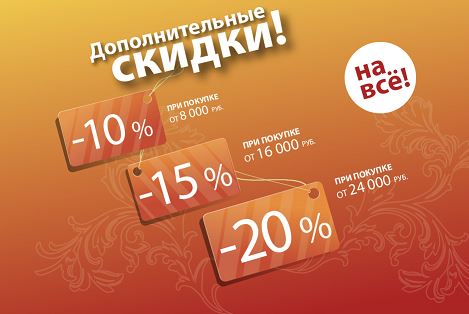 Дополнительные
скидки!
на
всё!
-10 %
ПРИ ПОКУПКЕ
от 8 000 РУБ.
-15 %
ПРИ ПОКУПКЕ
от 16 000 РУБ.
-20 %
ПРИ ПОКУПКЕ
от 24 000 РУБ.